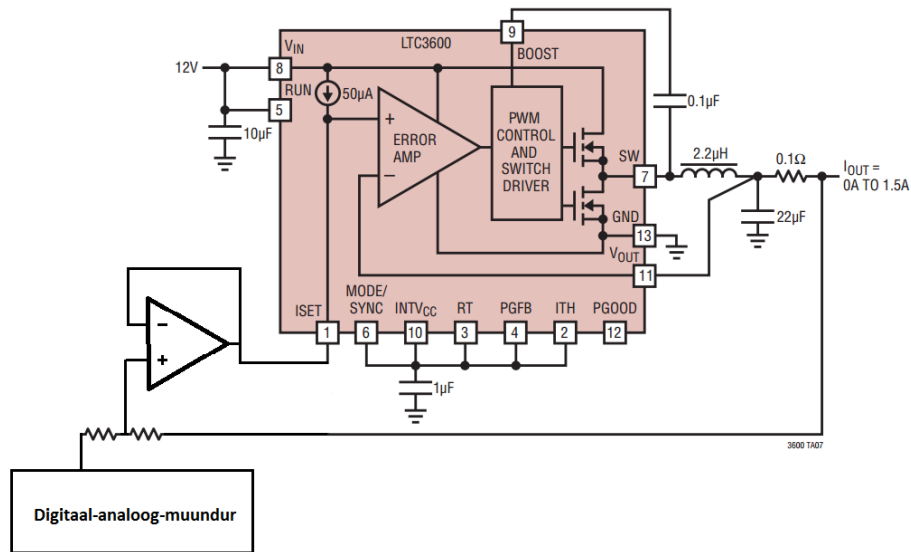 LTC3600
9
BOOST
VIN
12V
8
RUN
50µA
5
10µF
+
ERROR
AMP
−
PWM
CONTROL
AND
SWITCH
DRIVER
0.1µF
SW
7
2.2µH
0.1Ω
IOUT =
0A TO 1.5A
22µF
GND
13
VOUT
11
ISET
MODE/
SYNC
INTVCC
RT
PGFB
ITH
PGOOD
1
6
10
3
4
2
12
1µF
−
+
3600 TA07
Digitaal-analoog-muundur